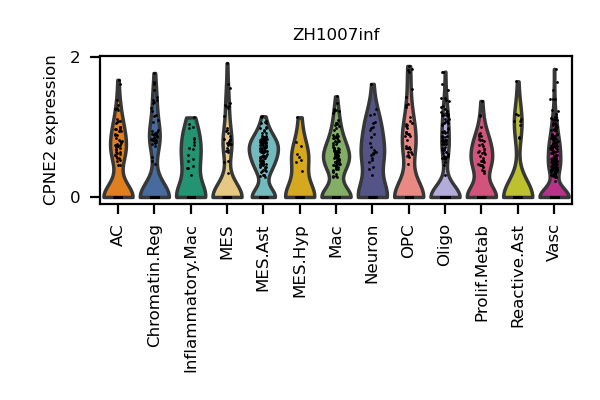 ZH1007inf
CPNE2 expression
2
0
AC
Chromatin.Reg
Inflammatory.Mac
MES
MES.Ast
MES.Hyp
Mac
Neuron
OPC
Oligo
Prolif.Metab
Reactive.Ast
Vasc